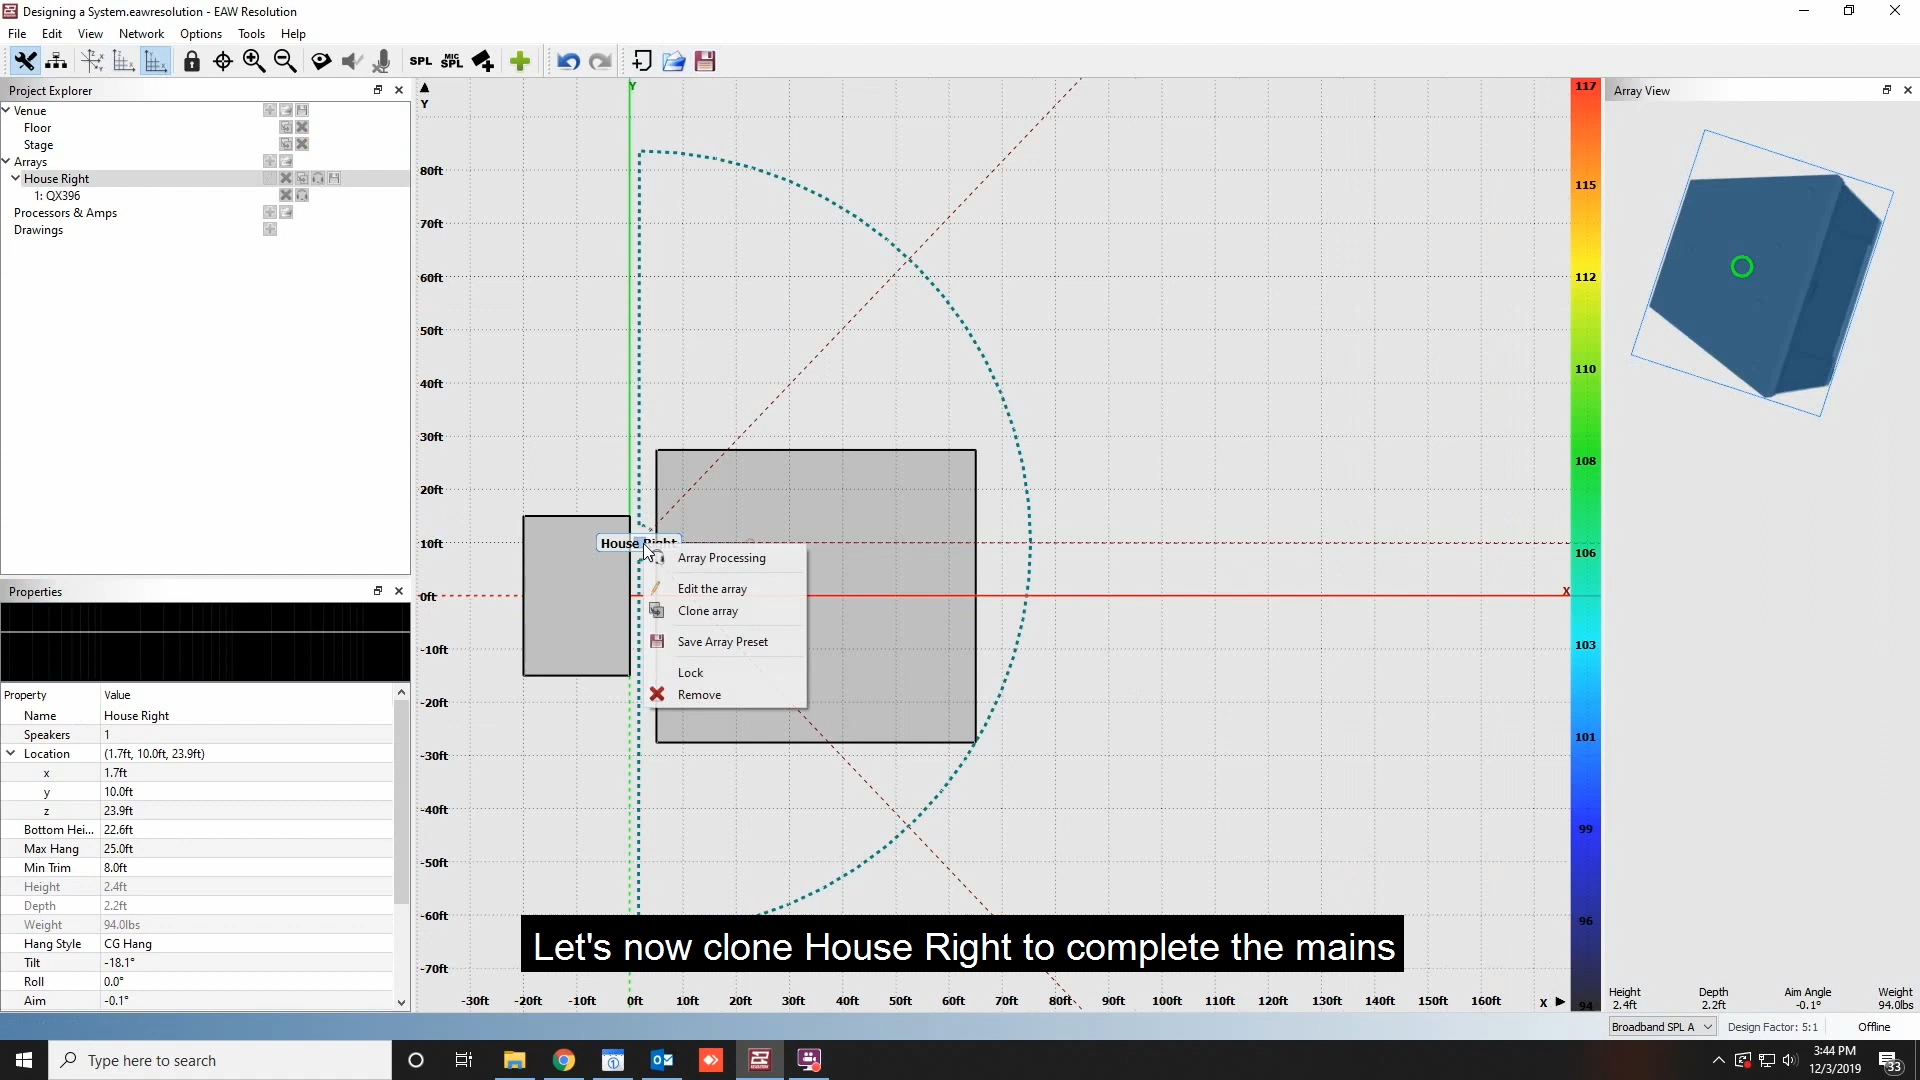 Designing a System.eawresolution - EAW Resolution
File Edit View Network Options Tools Help
SPL MIC SPL
Project Explorer
Venue
Floor
Stage
Arrays
House Right
1: QX396
Processors & Amps
Drawings
Properties
Property Value
Name House Right
Speakers 1
Location (1.7ft, 10.0ft, 23.9ft)
x 1.7ft
y 10.0ft
z 23.9ft
Bottom Hei... 22.6ft
Max Hang 25.0ft
Min Trim 8.0ft
Height 2.4ft
Depth 2.2ft
Weight 94.0lbs
Hang Style CG Hang
Tilt -18.1°
Roll 0.0°
Aim -0.1°
Y
Y
80ft
70ft
60ft
50ft
40ft
30ft
20ft
10ft
0ft
-10ft
-20ft
-30ft
-40ft
-50ft
-60ft
-70ft
-30ft -20ft -10ft 0ft 10ft 20ft 30ft 40ft 50ft 60ft 70ft 80ft 90ft 100ft 110ft 120ft 130ft 140ft 150ft 160ft X
X
House Right
Array Processing
Edit the array
Clone array
Save Array Preset
Lock
Remove
Let's now clone House Right to complete the mains
117
115
112
110
108
106
103
101
99
96
94
Array View
Height Depth Aim Angle Weight
2.4ft 2.2ft -0.1° 94.0lbs
Broadband SPL A Design Factor: 5:1 Offline
Type here to search
3:44 PM
12/3/2019
33